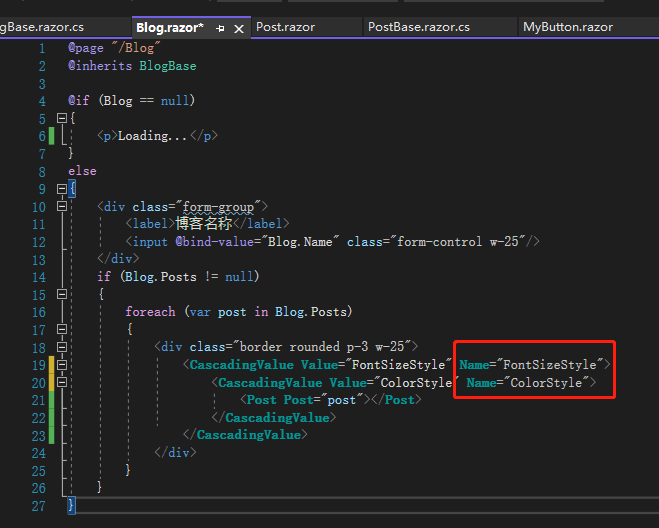 gBase.razor.cs Blog.razor* Post.razor PostBase.razor.cs MyButton.razor
1 @page "/Blog"
2 @inherits BlogBase
3
4 @if (Blog == null)
5 {
6 <p>Loading...</p>
7 }
8 else
9 {
10 <div class="form-group">
11 <label>博客名称</label>
12 <input @bind-value="Blog.Name" class="form-control w-25"/>
13 </div>
14 if (Blog.Posts != null)
15 {
16 foreach (var post in Blog.Posts)
17 {
18 <div class="border rounded p-3 w-25">
19 <CascadingValue Value="FontSizeStyle" Name="FontSizeStyle">
20 <CascadingValue Value="ColorStyle" Name="ColorStyle">
21 <Post Post="post"></Post>
22 </CascadingValue>
23 </CascadingValue>
24 </div>
25 }
26 }
27 }